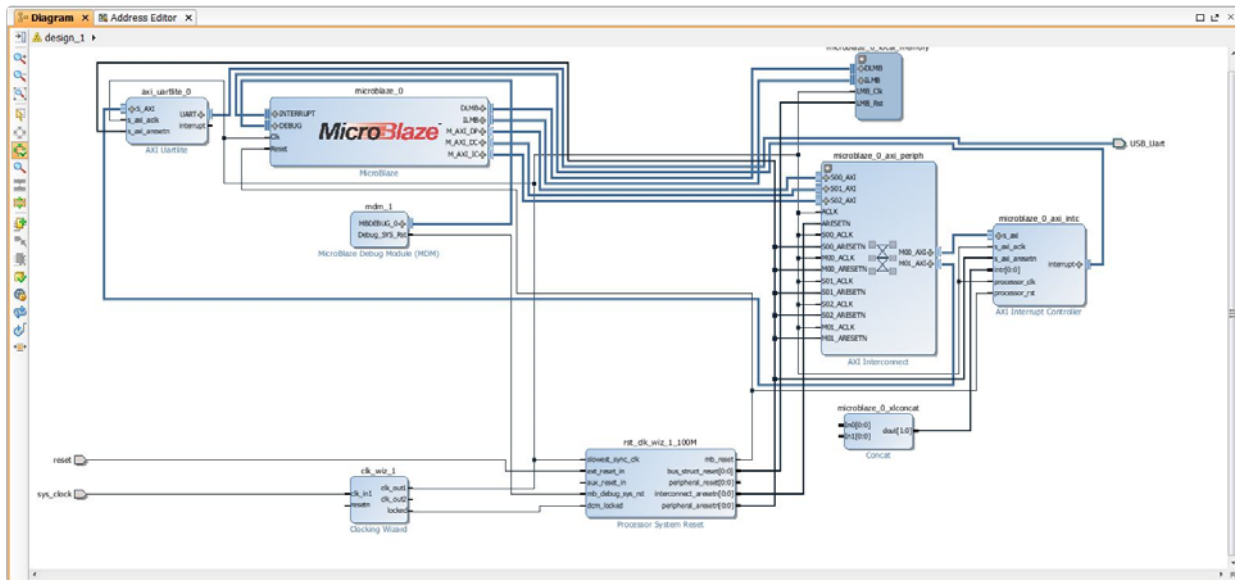 Diagram × Address Editor ×
design_1
microblaze_0_local_memory
DLMB
ILMB
LMB_Clk
LMB_Rst
axi_uartlite_0
S_AXI
s_axi_aclk
s_axi_aresetn
UART
interrupt
AXI Uartlite
microblaze_0
INTERRUPT
DEBUG
Clk
Reset
MicroBlaze
DLMB
ILMB
M_AXI_DP
M_AXI_DC
M_AXI_IC
MicroBlaze
USB_Uart
mdm_1
MBDEBUG_0
Debug_SYS_Rst
MicroBlaze Debug Module (MDM)
microblaze_0_axi_periph
S00_AXI
S01_AXI
S02_AXI
ACLK
ARESETN
S00_ACLK
S00_ARESETN
M00_ACLK
M00_ARESETN
S01_ACLK
S01_ARESETN
S02_ACLK
S02_ARESETN
M01_ACLK
M01_ARESETN
M00_AXI
M01_AXI
AXI Interconnect
microblaze_0_axi_intc
s_axi
s_axi_aclk
s_axi_aresetn
intr[0:0]
processor_clk
processor_rst
interrupt
AXI Interrupt Controller
microblaze_0_xlconcat
In0[0:0]
In1[0:0]
dout[1:0]
Concat
reset
sys_clock
clk_wiz_1
clk_in1
resetn
clk_out1
clk_out2
locked
Clocking Wizard
rst_clk_wiz_1_100M
slowest_sync_clk
ext_reset_in
aux_reset_in
mb_debug_sys_rst
dcm_locked
mb_reset
bus_struct_reset[0:0]
peripheral_reset[0:0]
interconnect_aresetn[0:0]
peripheral_aresetn[0:0]
Processor System Reset